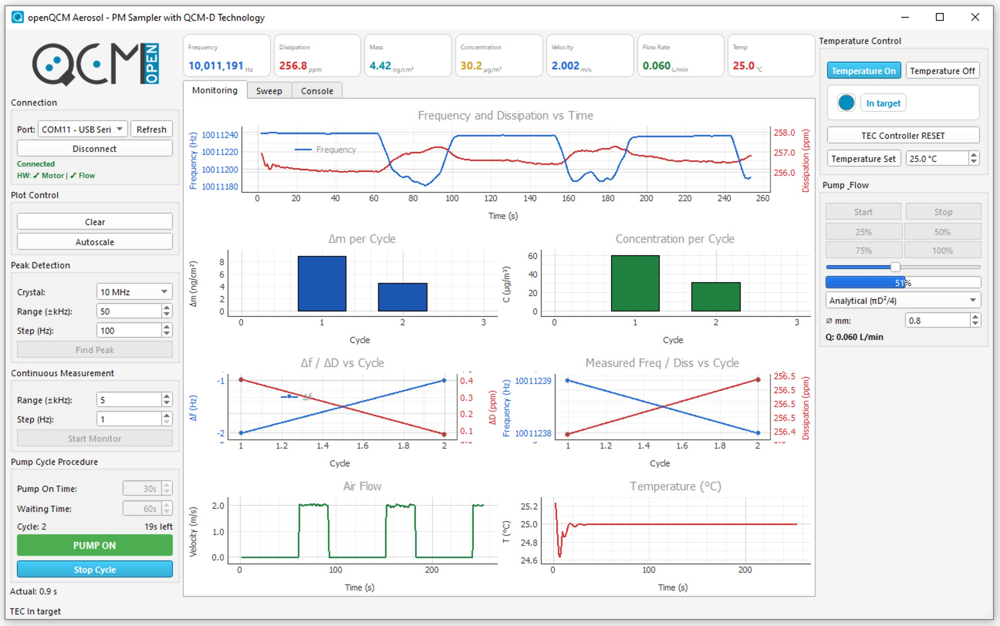 openQCM Aerosol - PM Sampler with QCM-D Technology
QCM OPEN
Frequency
10,011,191 Hz
Dissipation
256.8 ppm
Mass
4.42 ng/cm²
Concentration
30.2 µg/m³
Velocity
2.002 m/s
Flow Rate
0.060 L/min
Temp
25.0 °C
Connection
Port: COM11 - USB Seri Refresh
Disconnect
Connected
HW: ✓ Motor | ✓ Flow
Plot Control
Clear
Autoscale
Peak Detection
Crystal: 10 MHz
Range (±kHz): 50
Step (Hz): 100
Find Peak
Continuous Measurement
Range (±kHz): 5
Step (Hz): 1
Start Monitor
Pump Cycle Procedure
Pump On Time: 30s
Waiting Time: 60s
Cycle: 2 19s left
PUMP ON
Stop Cycle
Actual: 0.9 s
TEC In target
Monitoring Sweep Console
Frequency and Dissipation vs Time
Frequency (Hz)
10011240
10011220
10011200
10011180
Frequency
258.0
257.0
256.0
Dissipation (ppm)
0 20 40 60 80 100 120 140 160 180 200 220 240 260
Time (s)
Δm per Cycle
Δm (ng/cm²)
8
6
4
2
0
0 1 2 3
Cycle
Concentration per Cycle
C (µg/m³)
60
40
20
0
0 1 2 3
Cycle
Δf / ΔD vs Cycle
Δf (Hz)
-1
-2
Δf
0.4
0.3
0.2
0.1
ΔD (ppm)
1 1.2 1.4 1.6 1.8 2
Cycle
Measured Freq / Diss vs Cycle
Frequency (Hz)
10011239
10011238
256.5
256.5
256.5
256.5
256.4
Dissipation (ppm)
1 1.2 1.4 1.6 1.8 2
Cycle
Air Flow
Velocity (m/s)
2.0
1.0
0.0
0 100 200
Time (s)
Temperature (°C)
T (°C)
25.2
25.0
24.8
24.6
0 100 200
Time (s)
Temperature Control
Temperature On Temperature Off
In target
TEC Controller RESET
Temperature Set 25.0 °C
Pump _Flow
Start Stop
25% 50%
75% 100%
51%
Analytical (πD²/4)
⌀ mm: 0.8
Q: 0.060 L/min